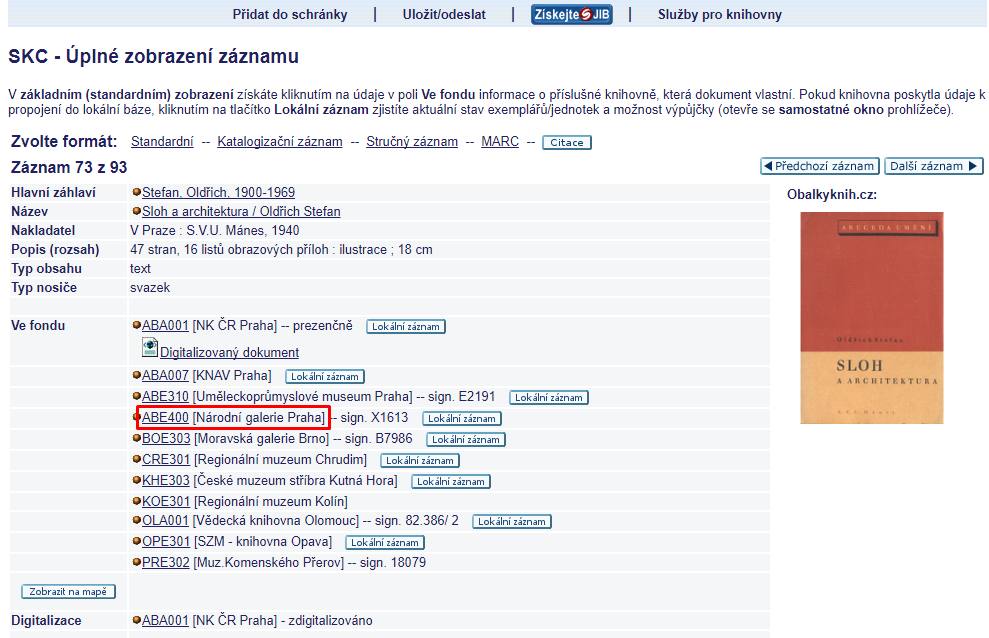 Přidat do schránky | Uložit/odeslat | Získejte SJIB | Služby pro knihovny
SKC - Úplné zobrazení záznamu
V základním (standardním) zobrazení získáte kliknutím na údaje v poli Ve fondu informace o příslušné knihovně, která dokument vlastní. Pokud knihovna poskytla údaje k
propojení do lokální báze, kliknutím na tlačítko Lokální záznam zjistíte aktuální stav exemplářů/jednotek a možnost výpůjčky (otevře se samostatné okno prohlížeče).
Zvolte formát: Standardní -- Katalogizační záznam -- Stručný záznam -- MARC -- Citace
Záznam 73 z 93
Předchozí záznam Další záznam
Hlavní záhlaví Stefan, Oldřich, 1900-1969
Název Sloh a architektura / Oldřich Stefan
Nakladatel V Praze : S.V.U. Mánes, 1940
Popis (rozsah) 47 stran, 16 listů obrazových příloh : ilustrace ; 18 cm
Typ obsahu text
Typ nosiče svazek
Ve fondu ABA001 [NK ČR Praha] -- prezenčně Lokální záznam
Digitalizovaný dokument
ABA007 [KNAV Praha] Lokální záznam
ABE310 [Uměleckoprůmyslové museum Praha] -- sign. E2191 Lokální záznam
ABE400 [Národní galerie Praha] -- sign. X1613 Lokální záznam
BOE303 [Moravská galerie Brno] -- sign. B7986 Lokální záznam
CRE301 [Regionální muzeum Chrudim] Lokální záznam
KHE303 [České muzeum stříbra Kutná Hora] Lokální záznam
KOE301 [Regionální muzeum Kolín]
OLA001 [Vědecká knihovna Olomouc] -- sign. 82.386/ 2 Lokální záznam
OPE301 [SZM - knihovna Opava] Lokální záznam
PRE302 [Muz.Komenského Přerov] -- sign. 18079
Zobrazit na mapě
Digitalizace ABA001 [NK ČR Praha] - zdigitalizováno
Obalkyknih.cz:
ABECEDA UMĚNÍ
Oldřich Stefan
SLOH
A ARCHITEKTURA